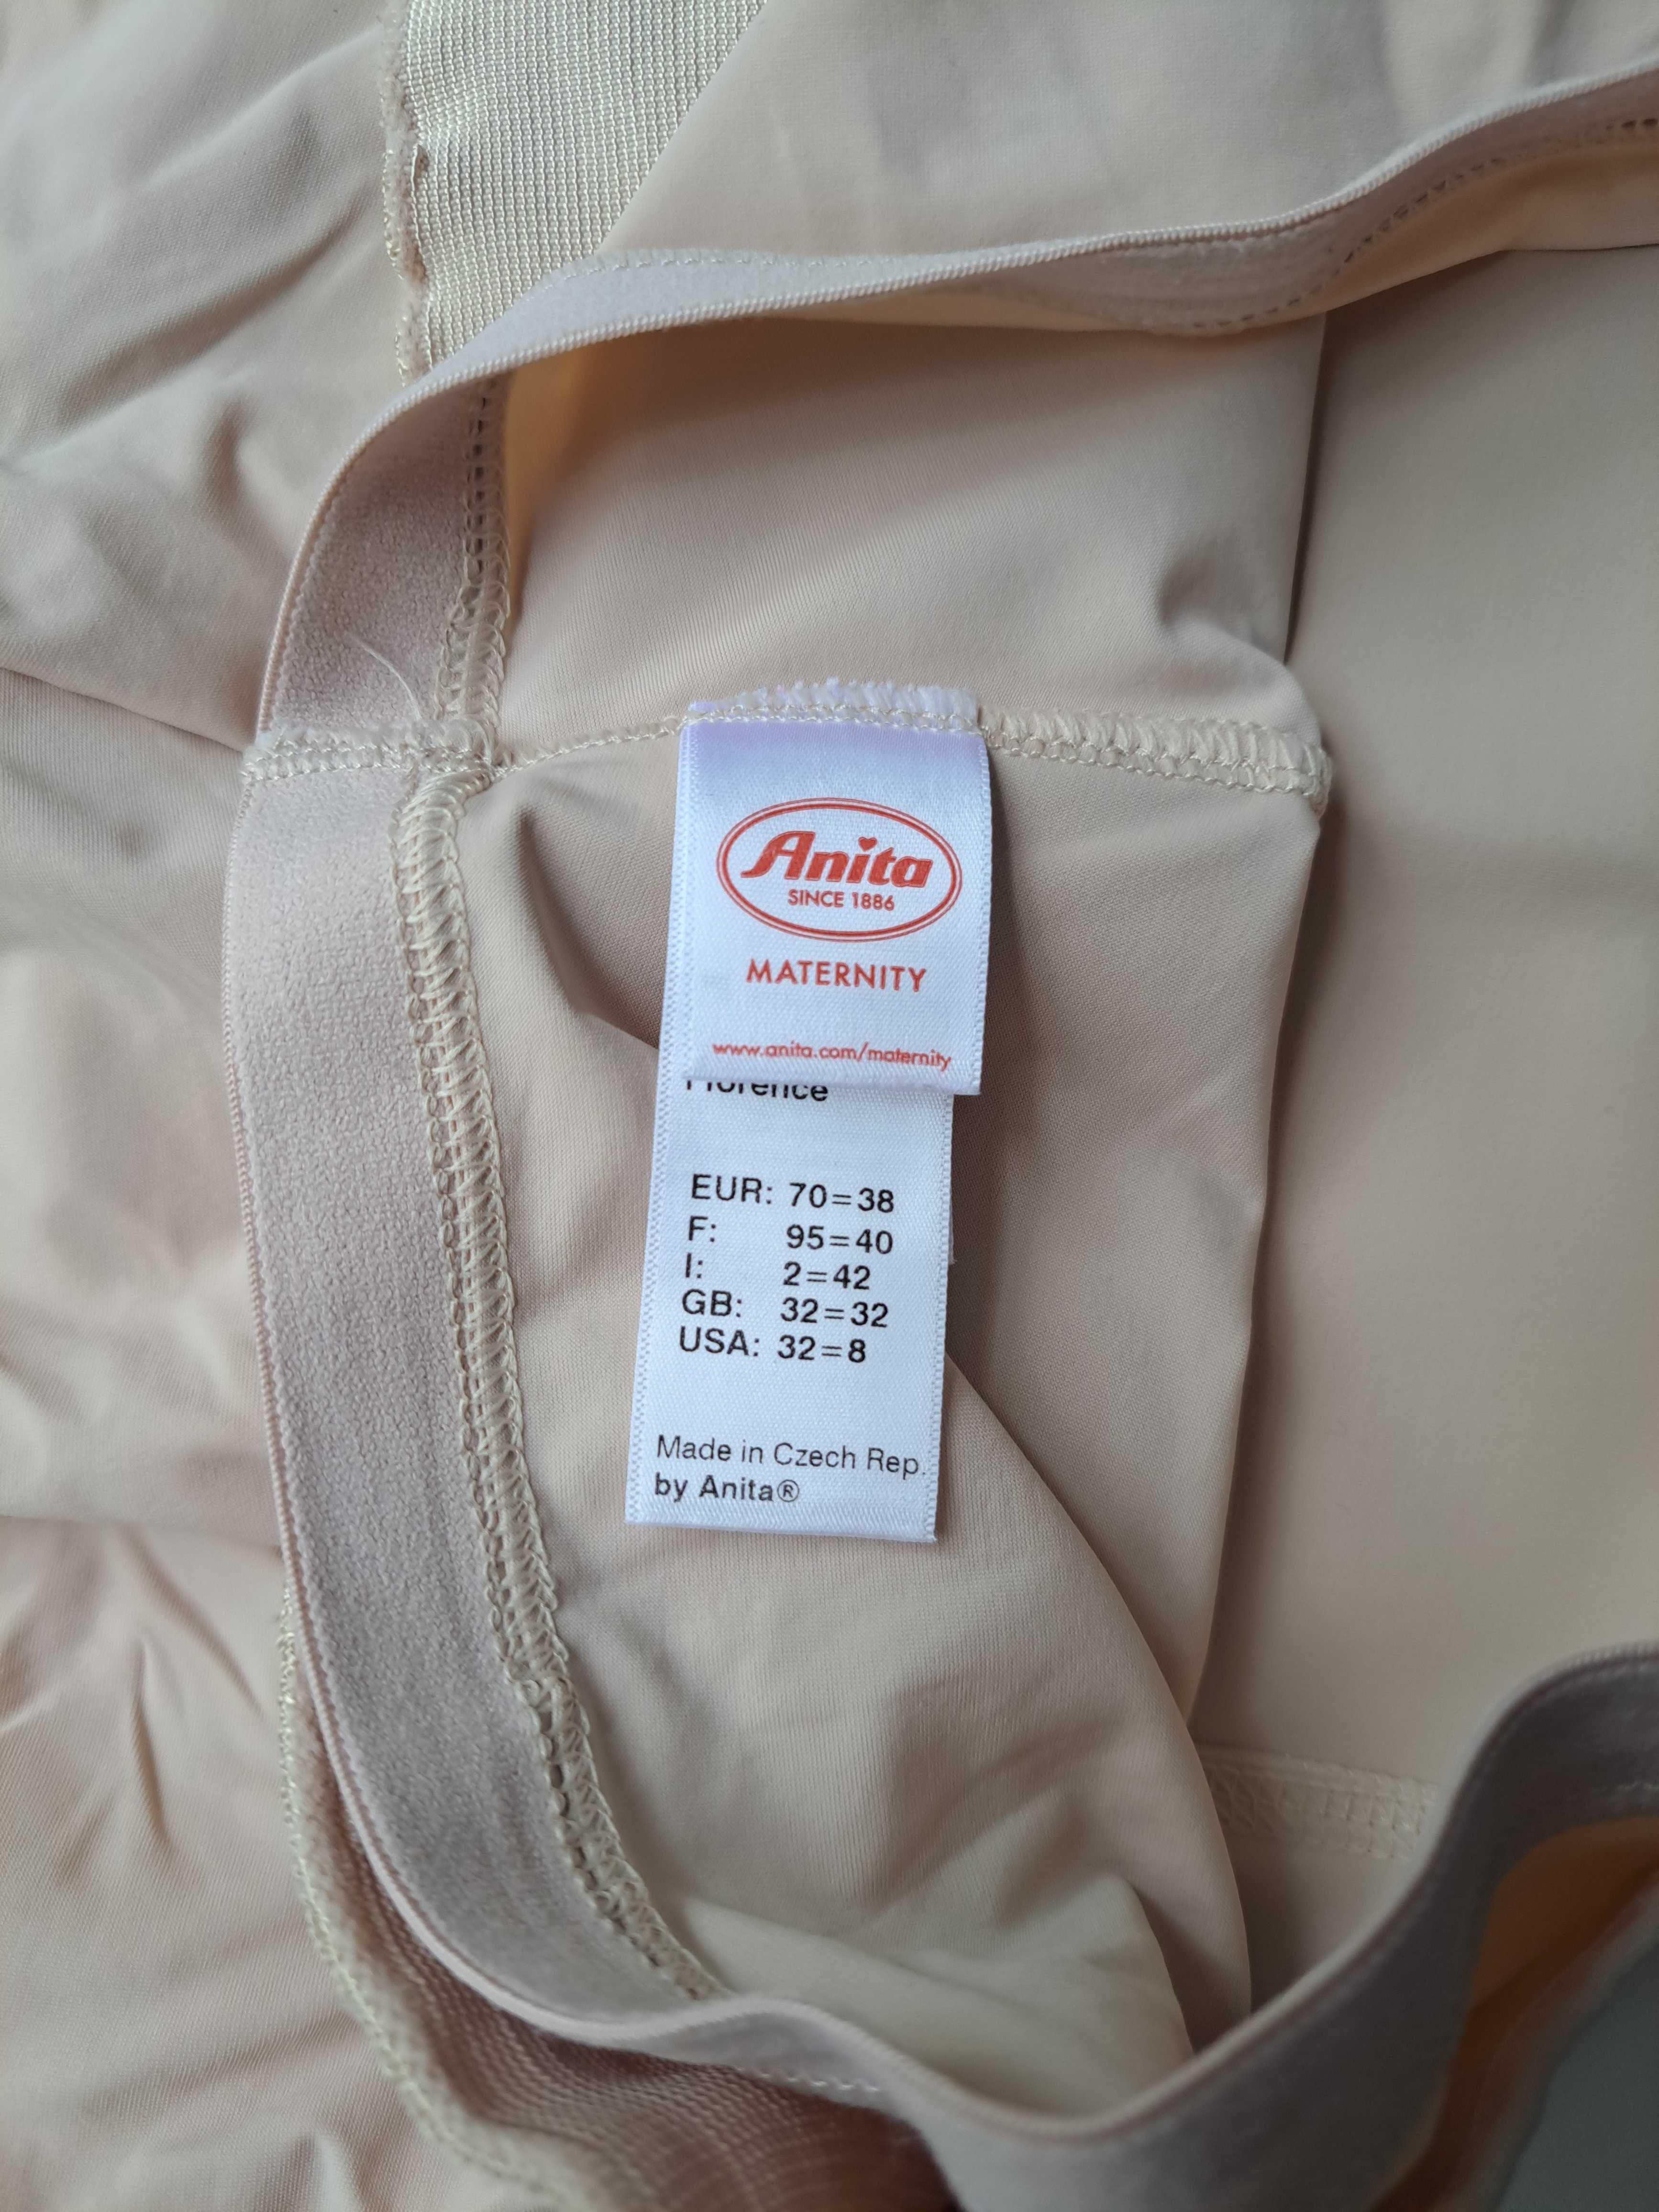 Anita
SINCE 1886
MATERNITY
www.anita.com/maternity
Florence
EUR: 70=38
F: 95=40
I: 2=42
GB: 32=32
USA: 32=8
Made in Czech Rep.
by Anita®